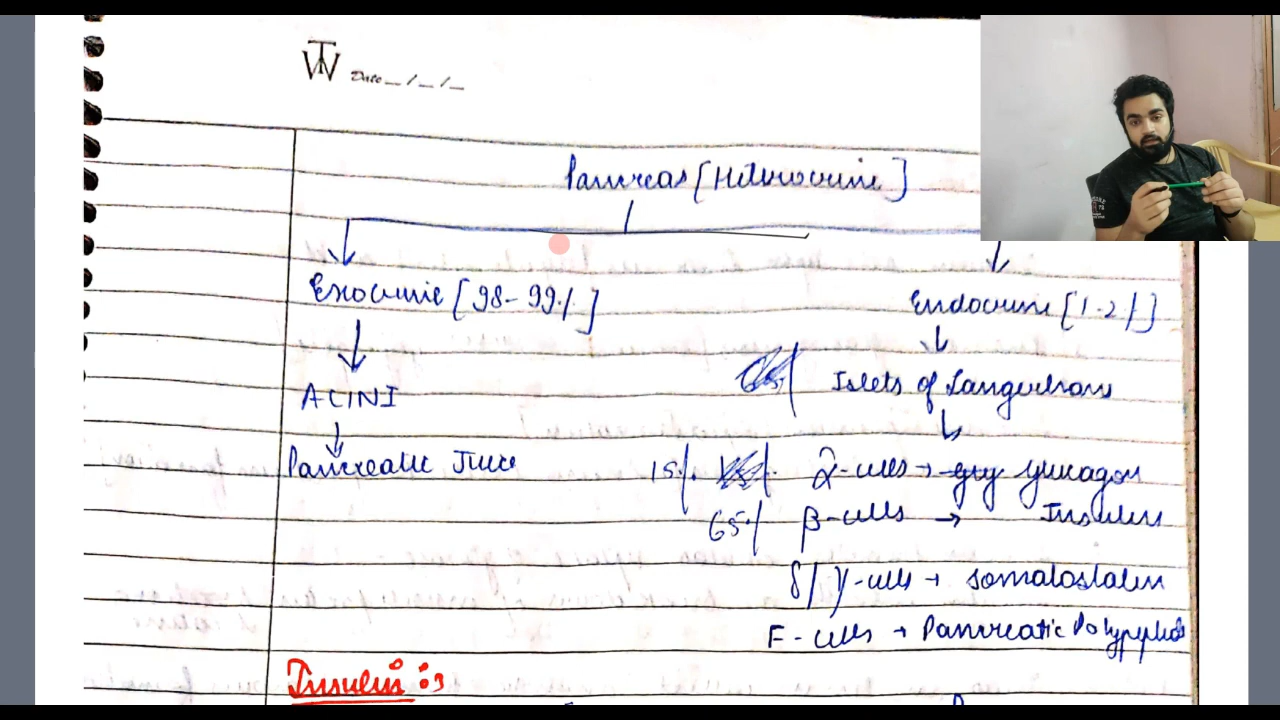 TW Date __/__/__
Pancreas [Heterocrine]
Exocrine [98-99%]
Endocrine [1-2%]
ACINI
Islets of Langerhans
Pancreatic Juice
15% α-cells → glucagon
65% β-cells → Insulin
δ/γ-cells → Somatostatin
F-cells → Pancreatic Polypeptide
Insulin :⁠-